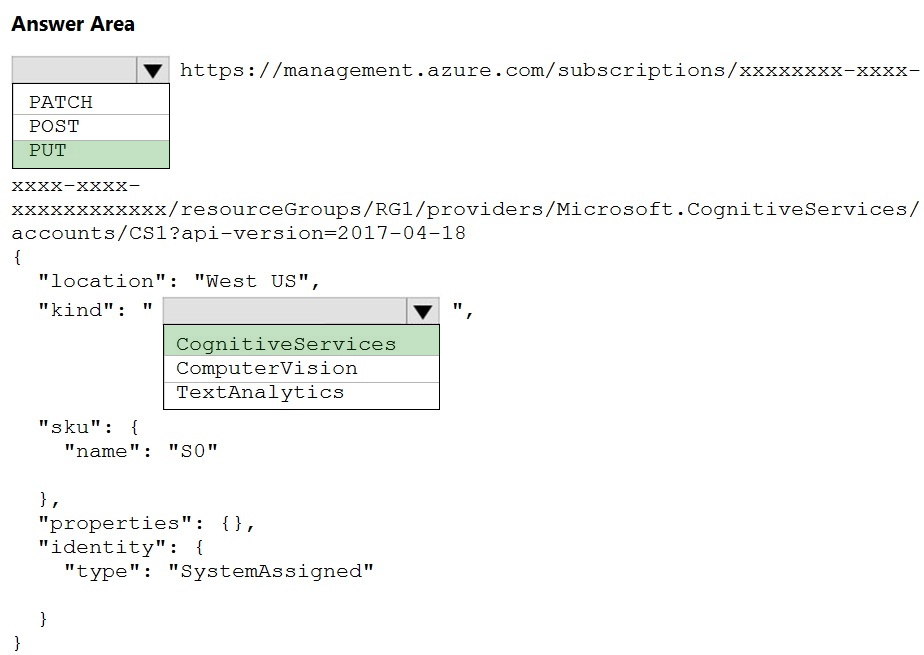 Answer Area
https://management.azure.com/subscriptions/xxxxxxxx-xxxx-
PATCH
POST
PUT
xxxx-xxxx-
xxxxxxxxxxxx/resourceGroups/RG1/providers/Microsoft.CognitiveServices/
accounts/CS1?api-version=2017-04-18
{
"location": "West US",
"kind": " ",
CognitiveServices
ComputerVision
TextAnalytics
"sku": {
"name": "S0"
},
"properties": {},
"identity": {
"type": "SystemAssigned"
}
}